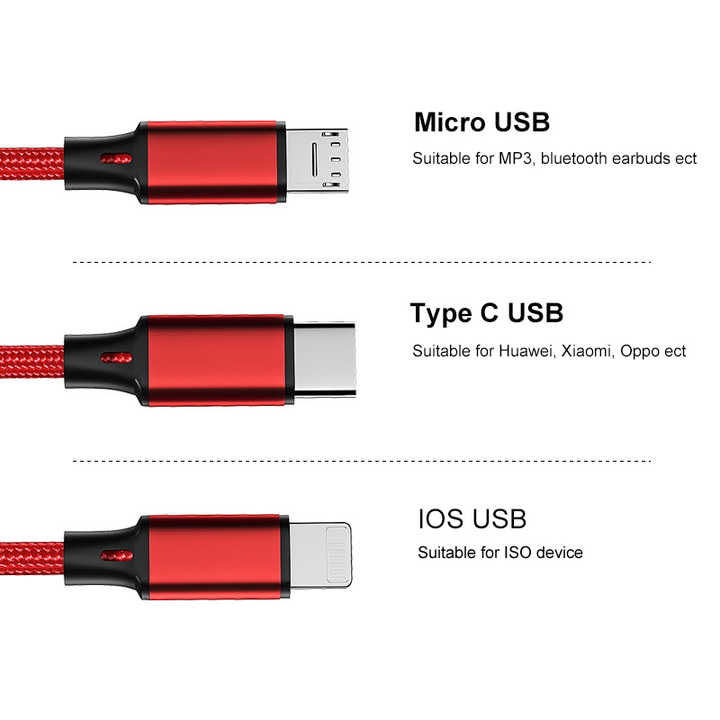 Micro USB
Suitable for MP3, bluetooth earbuds ect
Type C USB
Suitable for Huawei, Xiaomi, Oppo ect
IOS USB
Suitable for ISO device